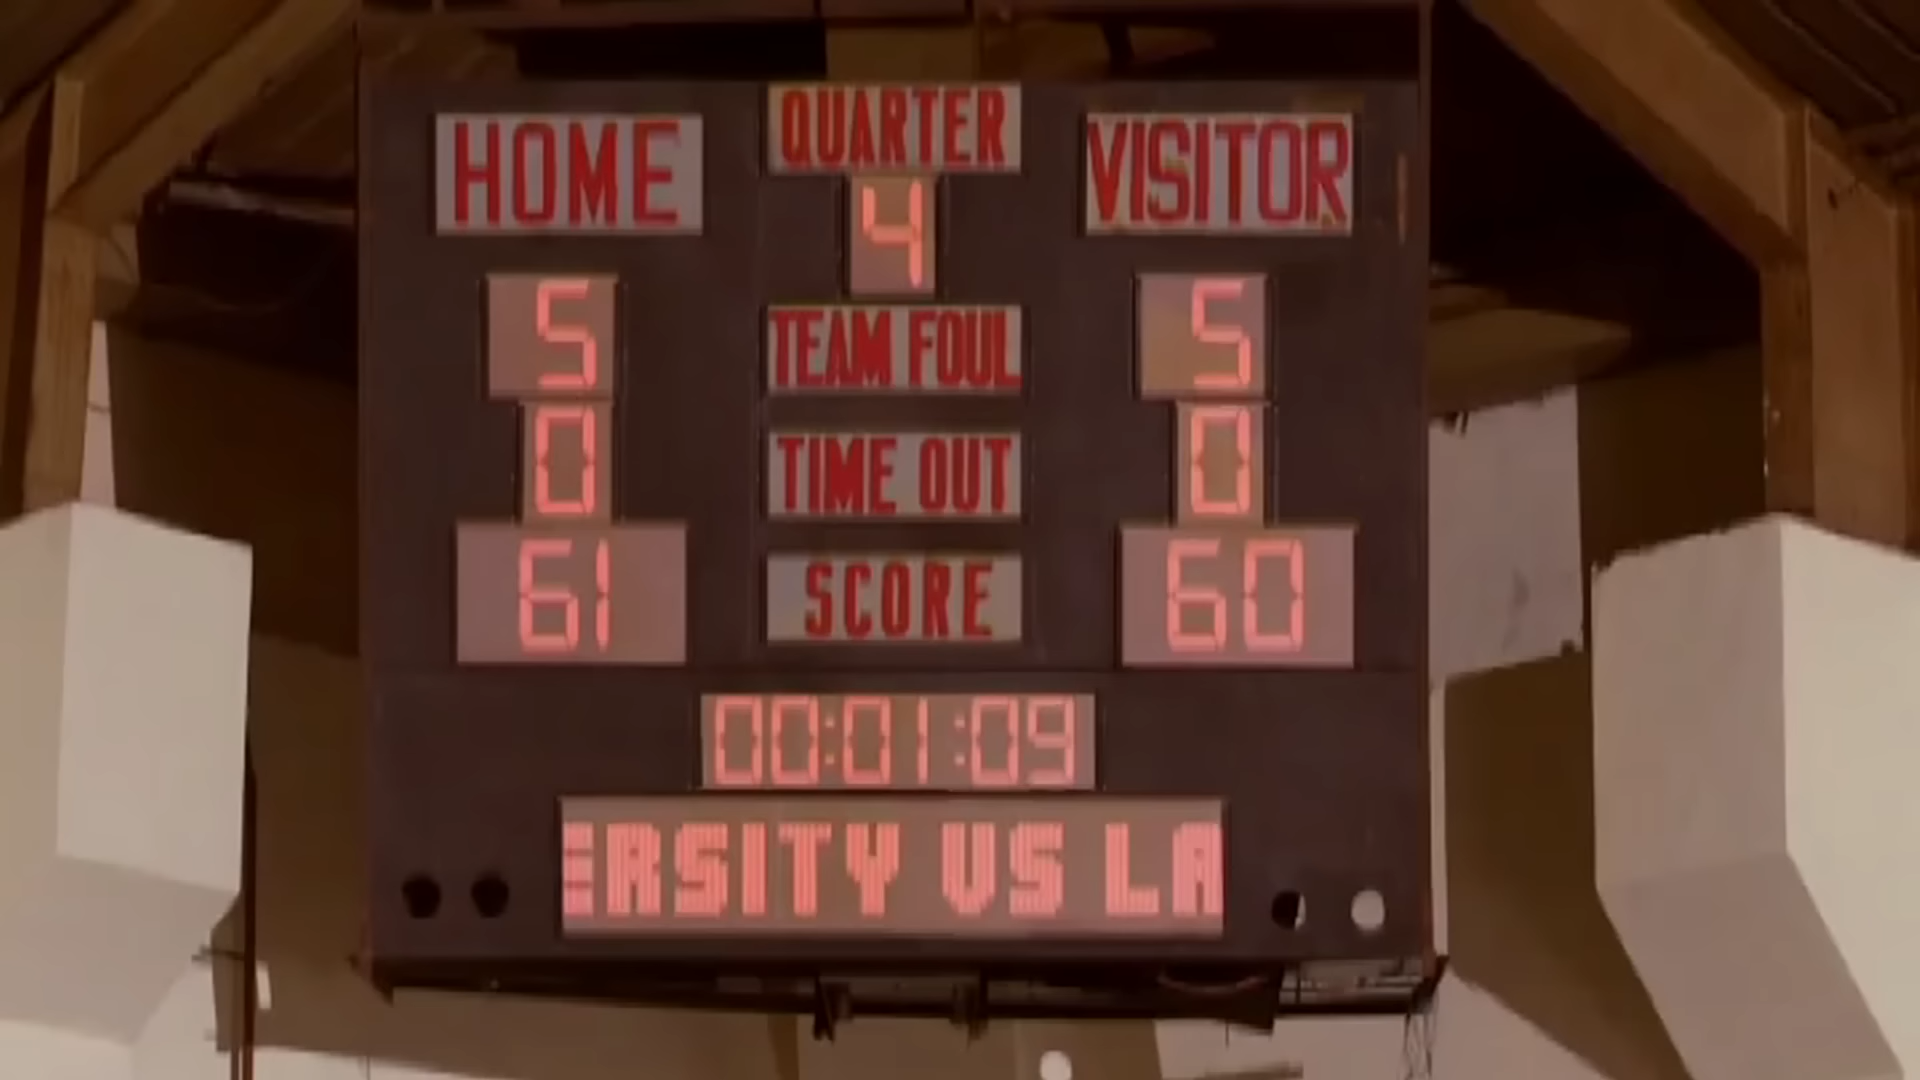 QUARTER
HOME VISITOR
4
5 TEAM FOUL 5
0 TIME OUT 0
61 SCORE 60
00:01:09
ERSITY VS LA